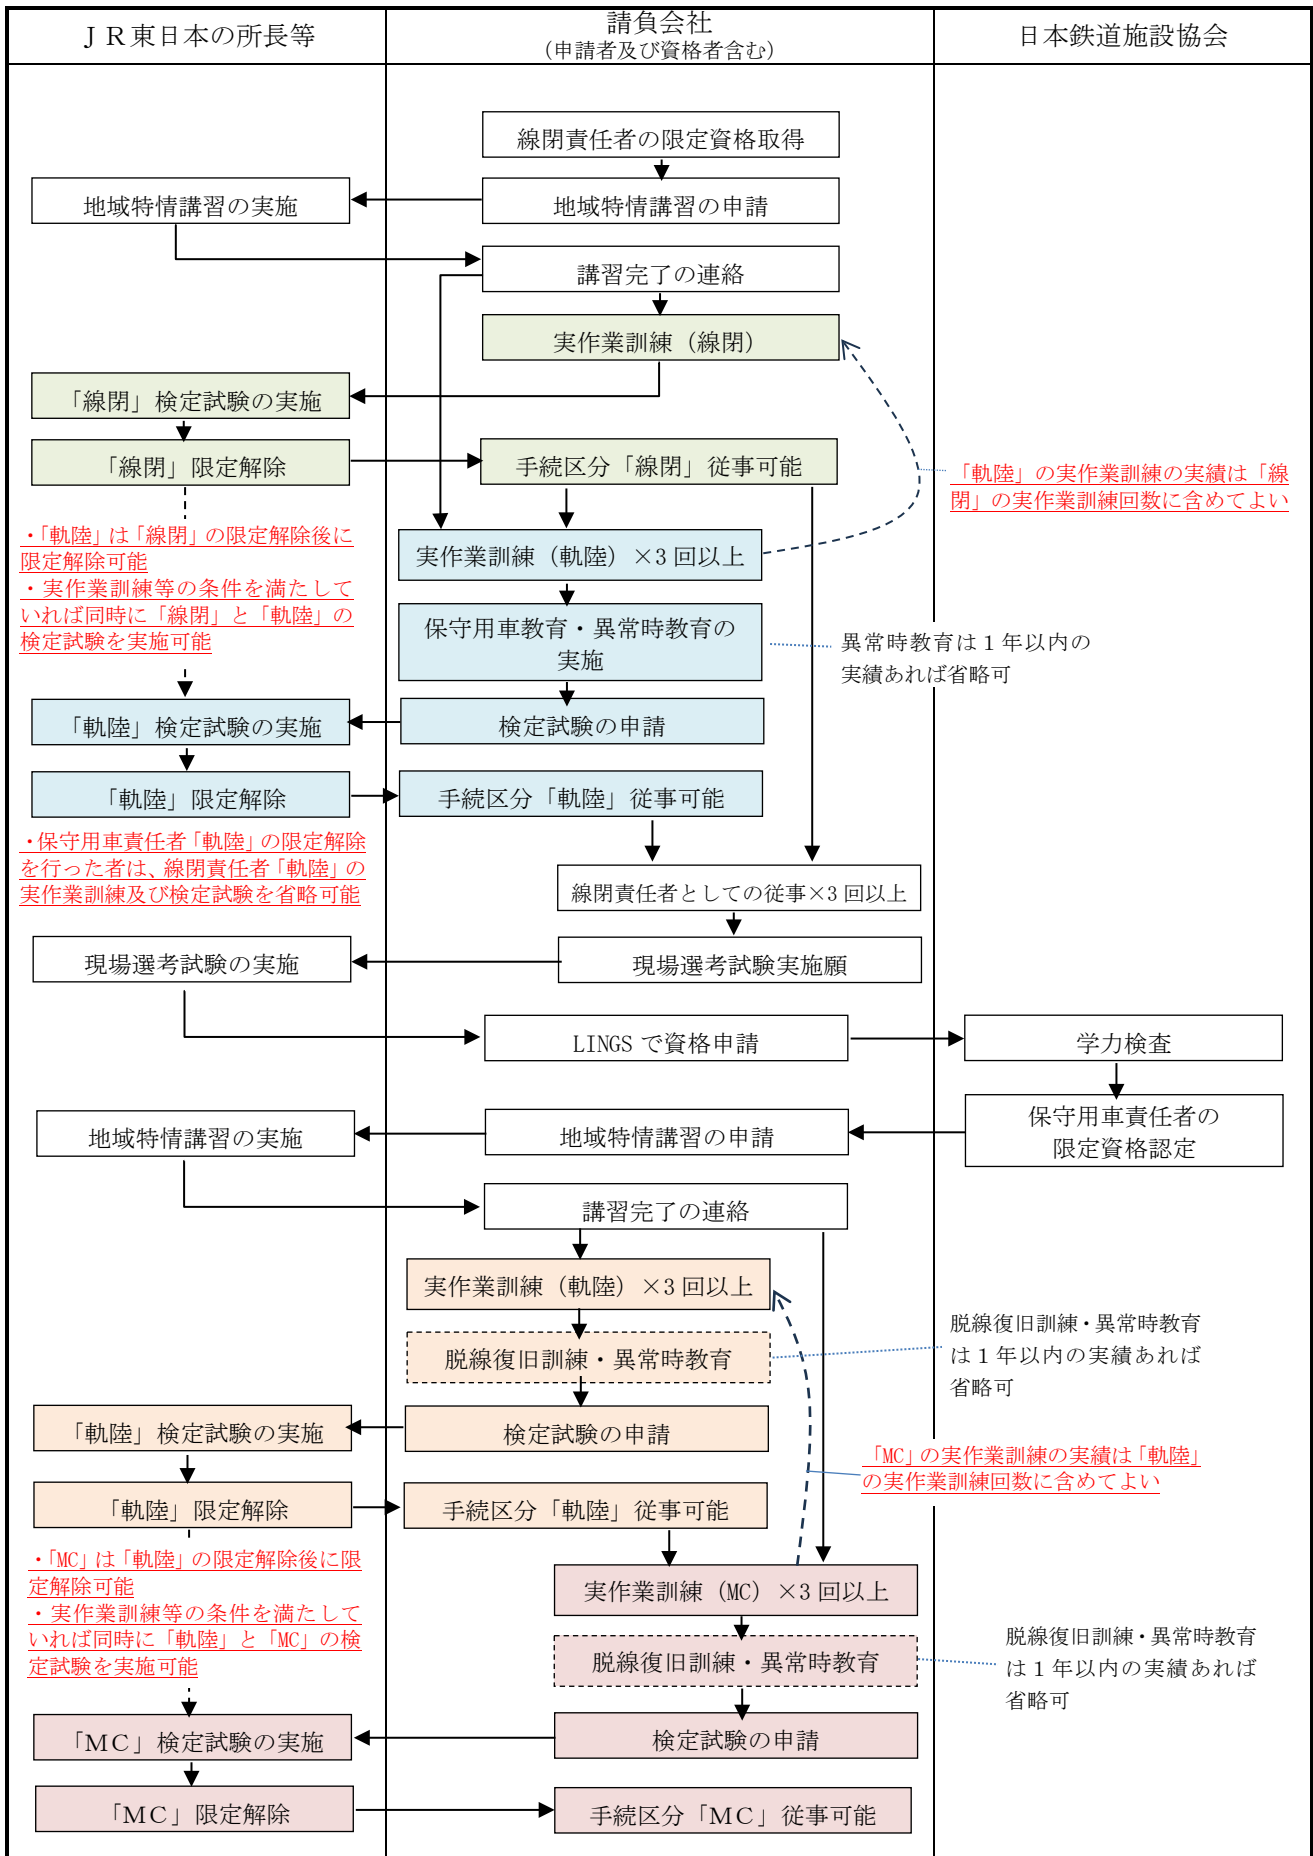 ＪＲ東日本の所長等
請負会社
（申請者及び資格者含む）
日本鉄道施設協会
線閉責任者の限定資格取得
地域特情講習の実施
地域特情講習の申請
講習完了の連絡
実作業訓練（線閉）
「線閉」検定試験の実施
「線閉」限定解除
手続区分「線閉」従事可能
「軌陸」の実作業訓練の実績は「線
閉」の実作業訓練回数に含めてよい
・「軌陸」は「線閉」の限定解除後に
限定解除可能
・実作業訓練等の条件を満たして
いれば同時に「線閉」と「軌陸」の
検定試験を実施可能
実作業訓練（軌陸）×3 回以上
保守用車教育・異常時教育の
実施
異常時教育は１年以内の
実績あれば省略可
「軌陸」検定試験の実施
検定試験の申請
「軌陸」限定解除
手続区分「軌陸」従事可能
・保守用車責任者「軌陸」の限定解除
を行った者は、線閉責任者「軌陸」の
実作業訓練及び検定試験を省略可能
線閉責任者としての従事×3 回以上
現場選考試験の実施
現場選考試験実施願
LINGS で資格申請
学力検査
保守用車責任者の
限定資格認定
地域特情講習の実施
地域特情講習の申請
講習完了の連絡
実作業訓練（軌陸）×3 回以上
脱線復旧訓練・異常時教育
脱線復旧訓練・異常時教育
は１年以内の実績あれば
省略可
「軌陸」検定試験の実施
検定試験の申請
「MC」の実作業訓練の実績は「軌陸」
の実作業訓練回数に含めてよい
「軌陸」限定解除
手続区分「軌陸」従事可能
・「MC」は「軌陸」の限定解除後に限
定解除可能
・実作業訓練等の条件を満たして
いれば同時に「軌陸」と「MC」の検
定試験を実施可能
実作業訓練（MC）×3 回以上
脱線復旧訓練・異常時教育
脱線復旧訓練・異常時教育
は１年以内の実績あれば
省略可
「ＭＣ」検定試験の実施
検定試験の申請
「ＭＣ」限定解除
手続区分「ＭＣ」従事可能